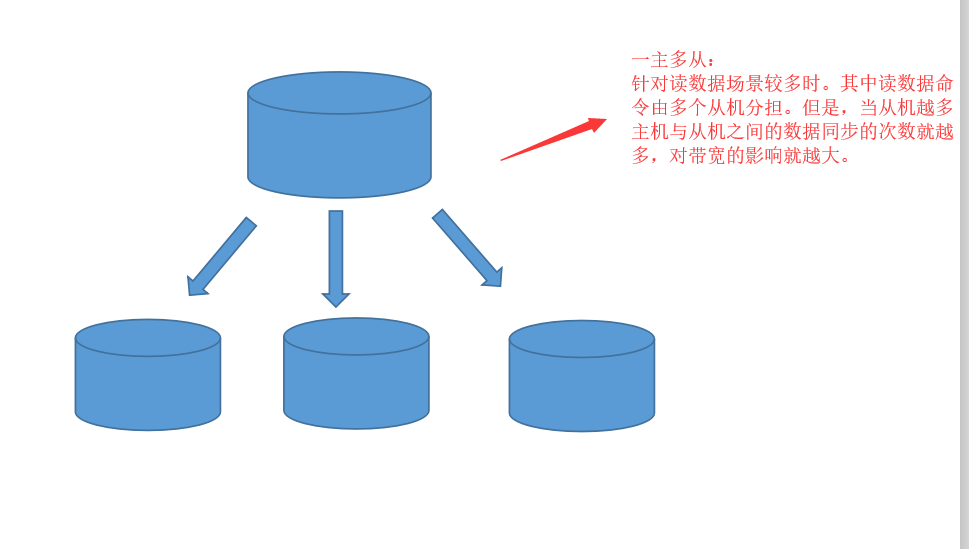 一主多从：
针对读数据场景较多时。其中读数据命
令由多个从机分担。但是，当从机越多
主机与从机之间的数据同步的次数就越
多，对带宽的影响就越大。